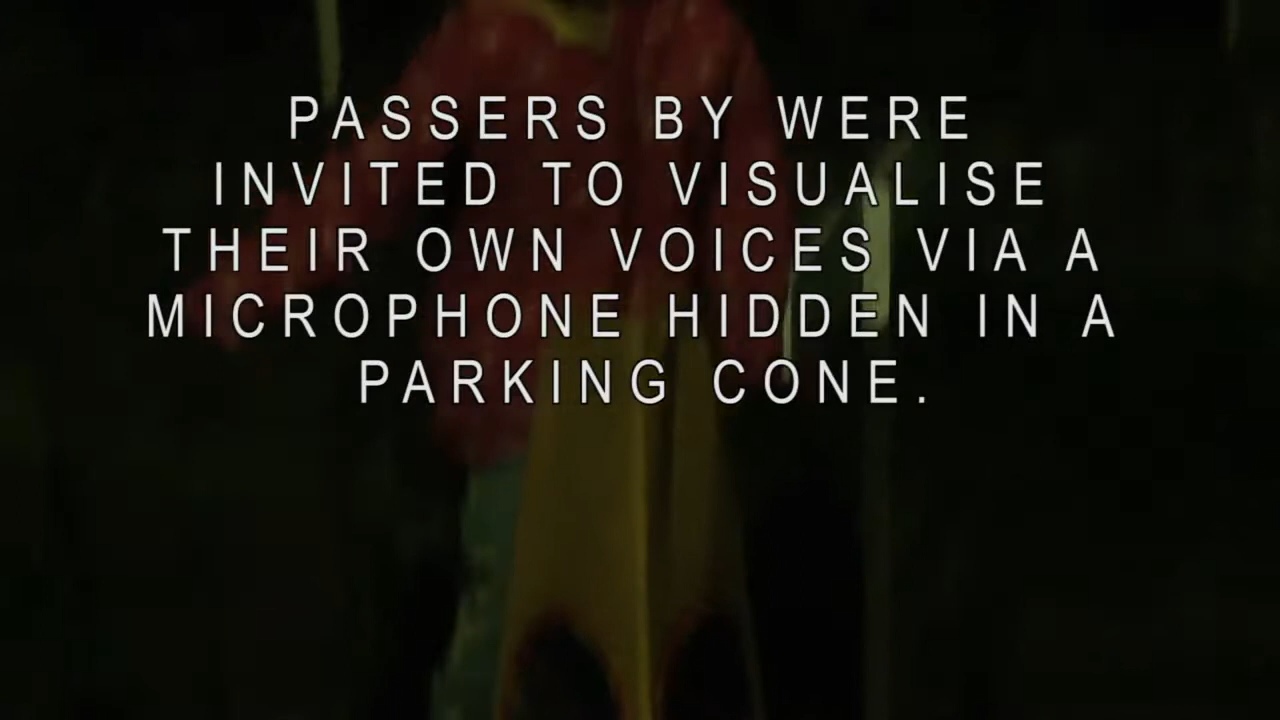 PASSERS BY WERE
INVITED TO VISUALISE
THEIR OWN VOICES VIA A
MICROPHONE HIDDEN IN A
PARKING CONE.